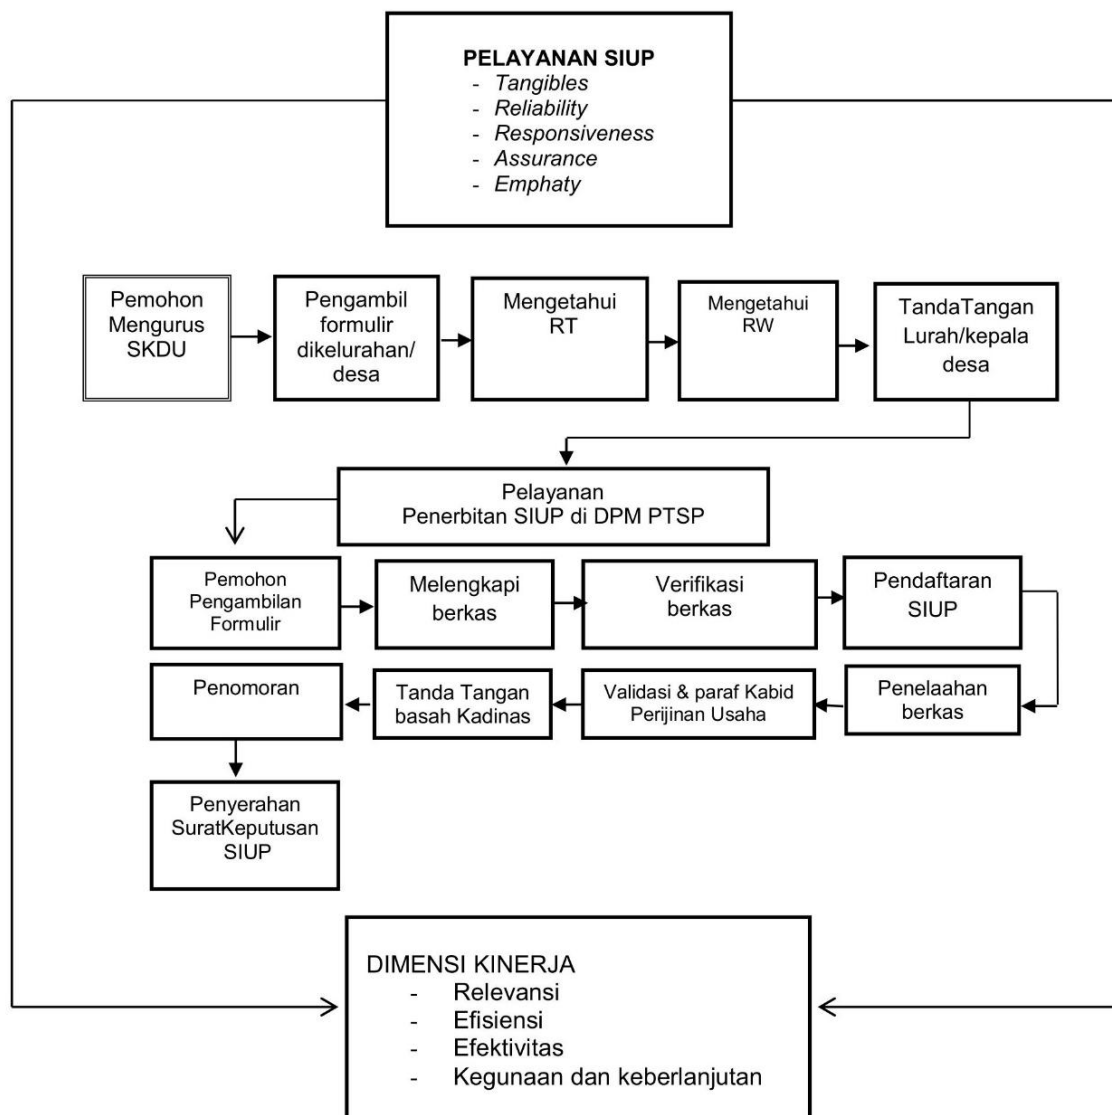 PELAYANAN SIUP
- Tangibles
- Reliability
- Responsiveness
- Assurance
- Emphaty
Pemohon
Mengurus
SKDU
Pengambil
formulir
dikelurahan/
desa
Mengetahui
RT
Mengetahui
RW
TandaTangan
Lurah/kepala
desa
Pelayanan
Penerbitan SIUP di DPM PTSP
Pemohon
Pengambilan
Formulir
Melengkapi
berkas
Verifikasi
berkas
Pendaftaran
SIUP
Penomoran
Tanda Tangan
basah Kadinas
Validasi & paraf Kabid
Perijinan Usaha
Penelaahan
berkas
Penyerahan
SuratKeputusan
SIUP
DIMENSI KINERJA
- Relevansi
- Efisiensi
- Efektivitas
- Kegunaan dan keberlanjutan